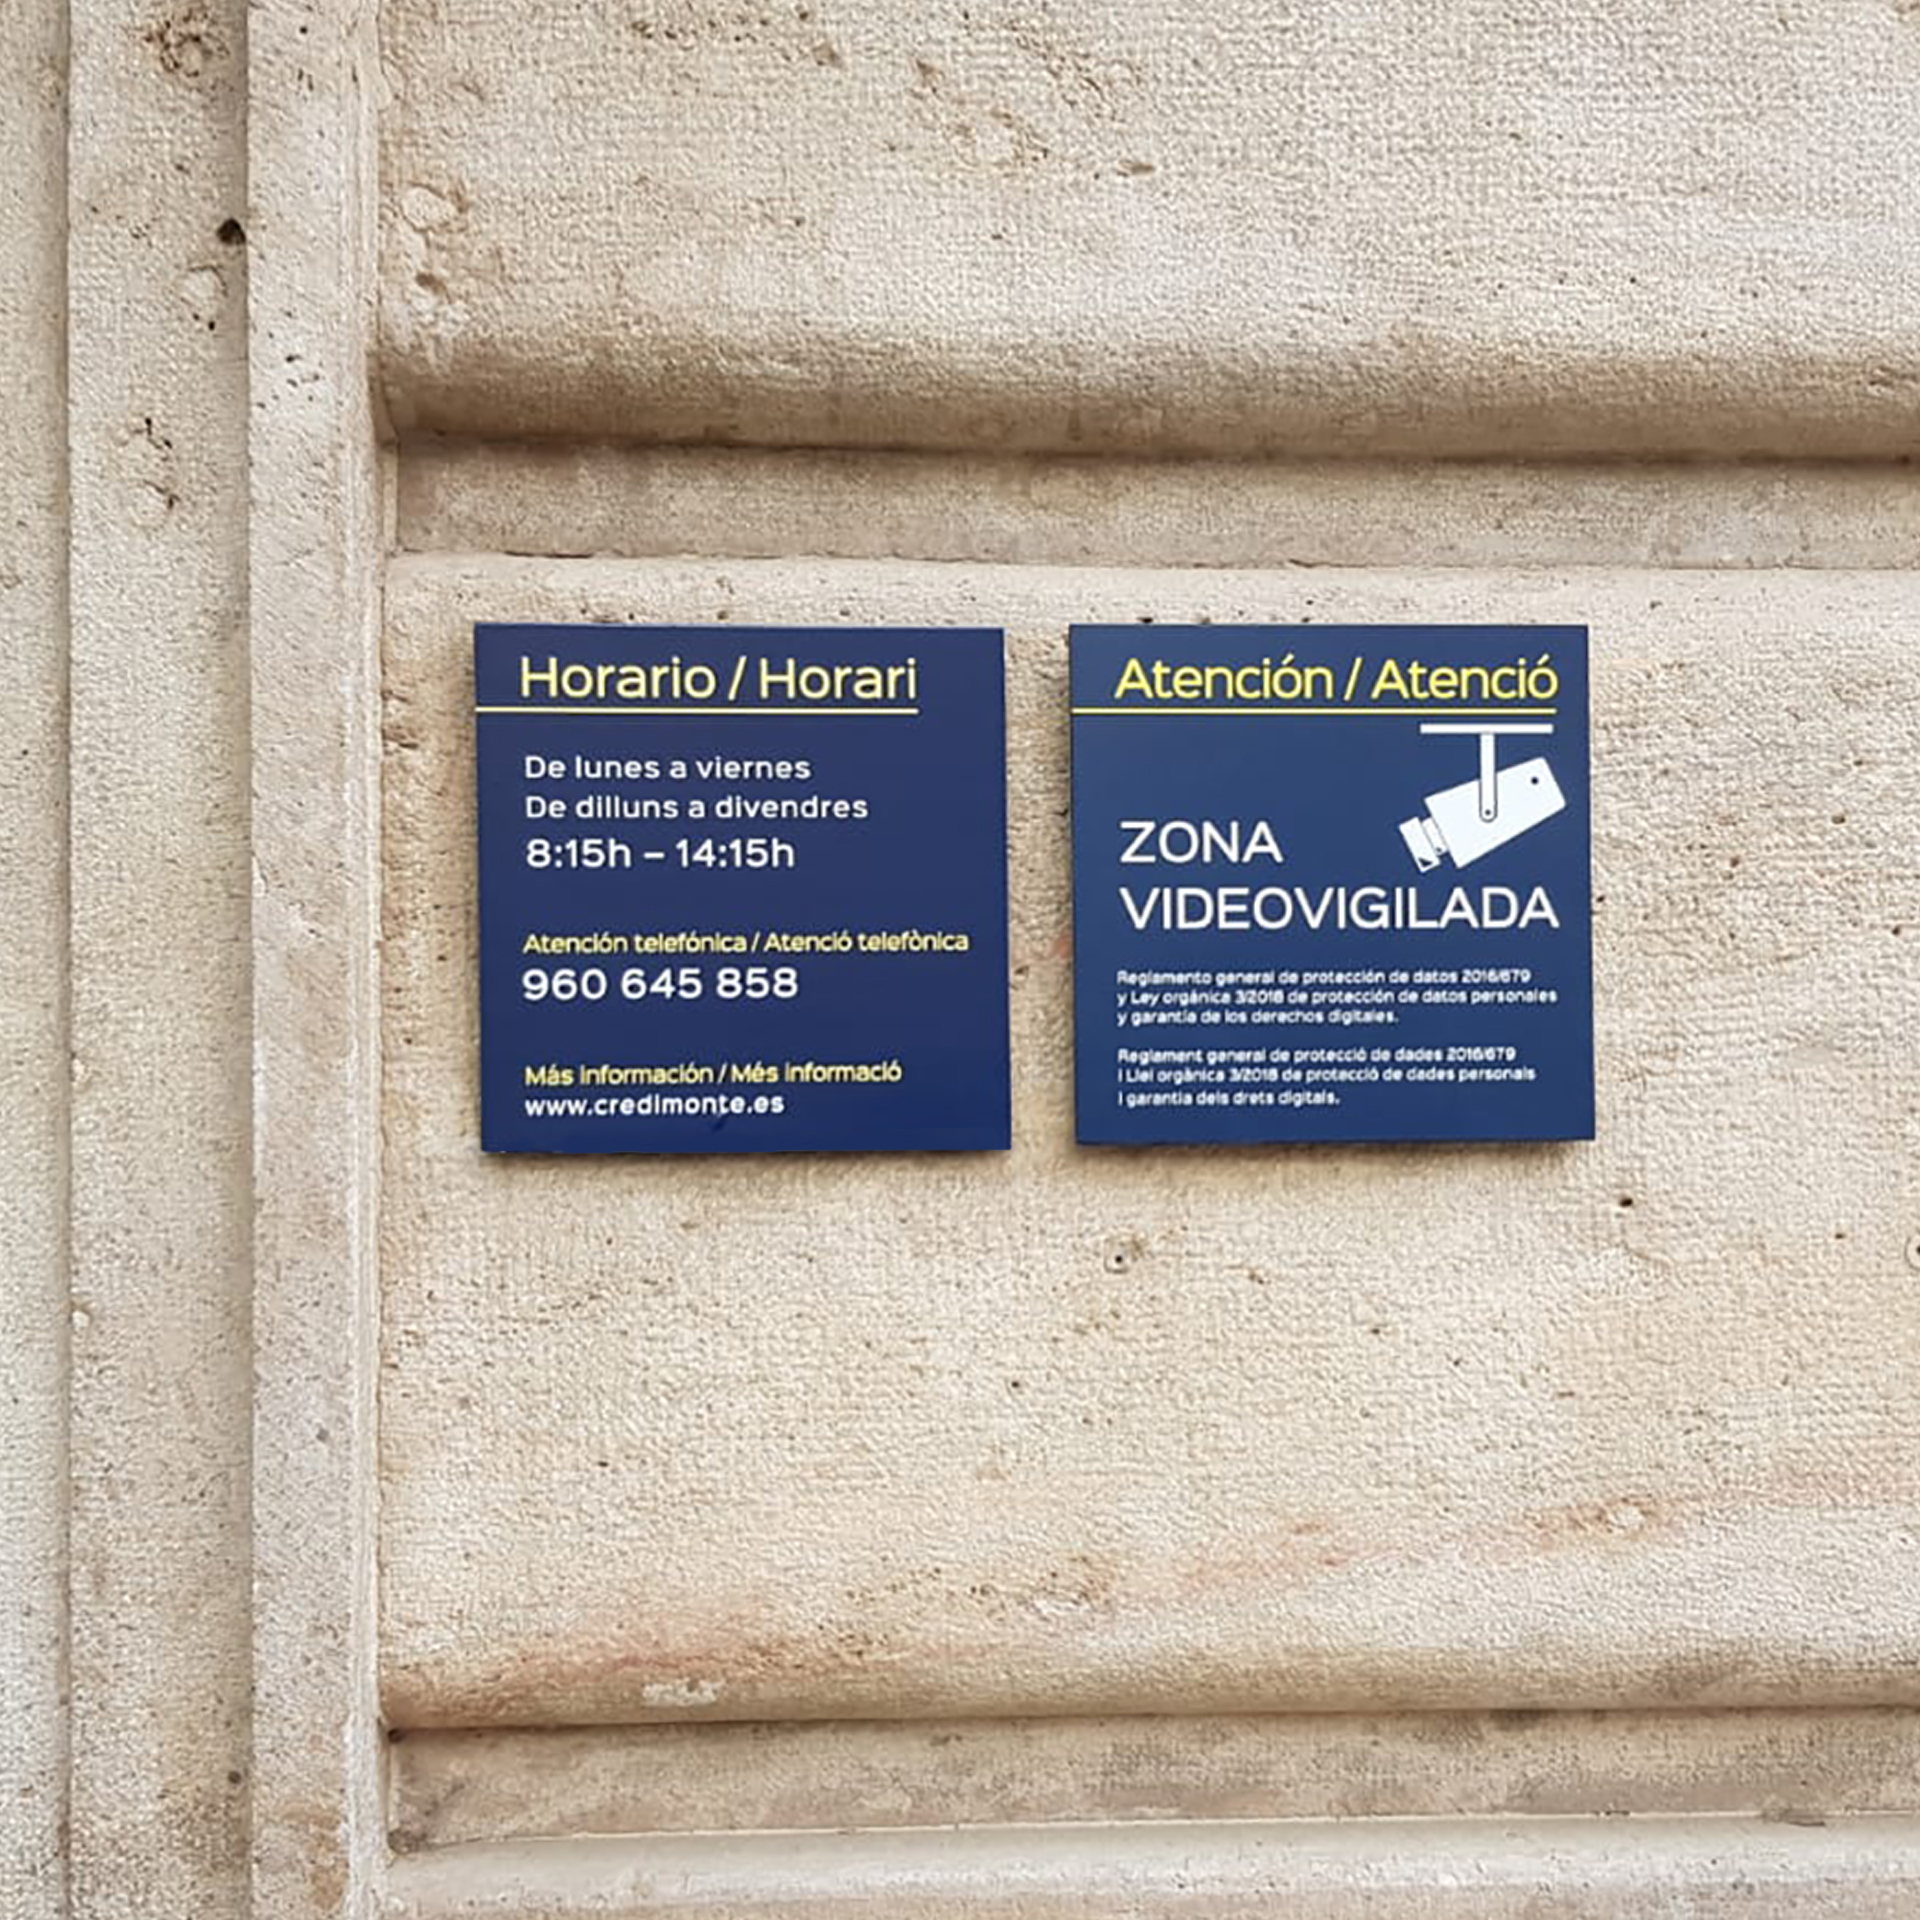 Horario / Horari
De lunes a viernes
De dilluns a divendres
8:15h – 14:15h
Atención telefónica / Atenció telefònica
960 645 858
Más información / Més informació
www.credimonte.es
Atención / Atenció
ZONA
VIDEOVIGILADA
Reglamento general de protección de datos 2016/679
y Ley orgánica 3/2018 de protección de datos personales
y garantía de los derechos digitales.
Reglament general de protecció de dades 2016/679
i Llei orgànica 3/2018 de protecció de dades personals
i garantia dels drets digitals.